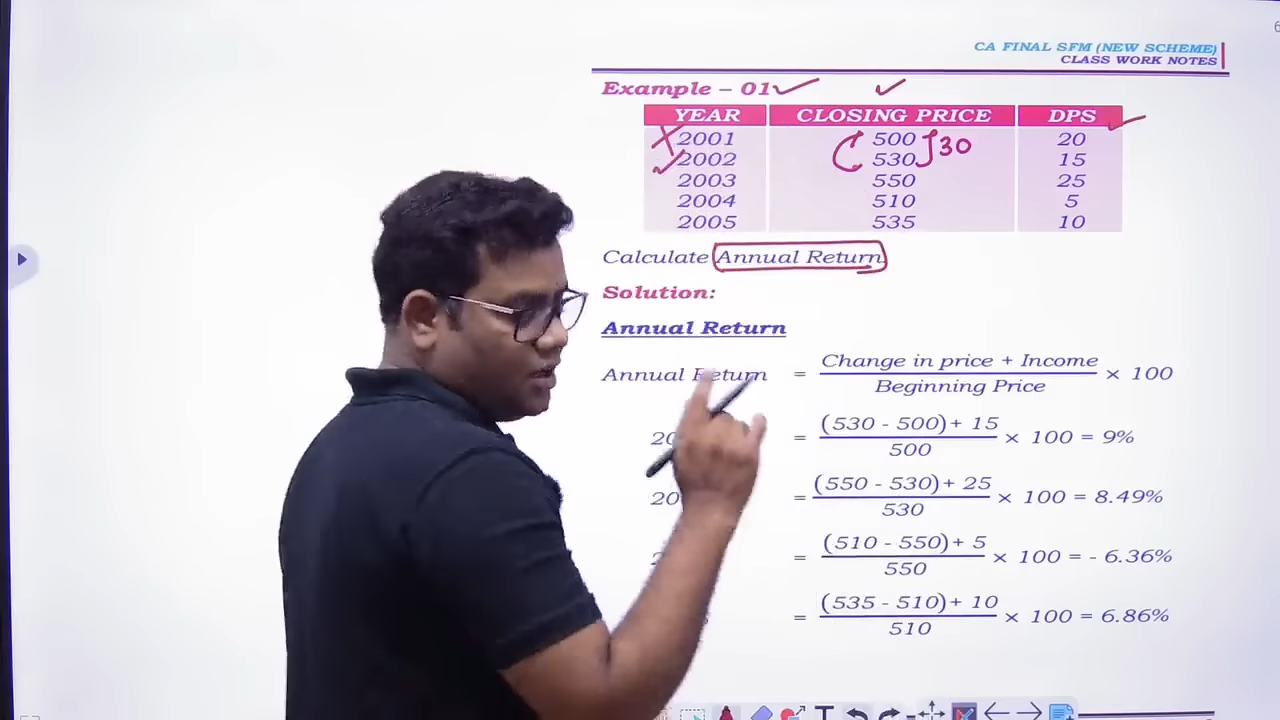 6
CA FINAL SFM (NEW SCHEME)
CLASS WORK NOTES
Example – 01
YEAR CLOSING PRICE DPS
2001 500 20
30
2002 530 15
2003 550 25
2004 510 5
2005 535 10
Calculate Annual Return
Solution:
Annual Return
Annual Return = Change in price + Income / Beginning Price × 100
= (530 - 500) + 15 / 500 × 100 = 9%
= (550 - 530) + 25 / 530 × 100 = 8.49%
= (510 - 550) + 5 / 550 × 100 = - 6.36%
= (535 - 510) + 10 / 510 × 100 = 6.86%